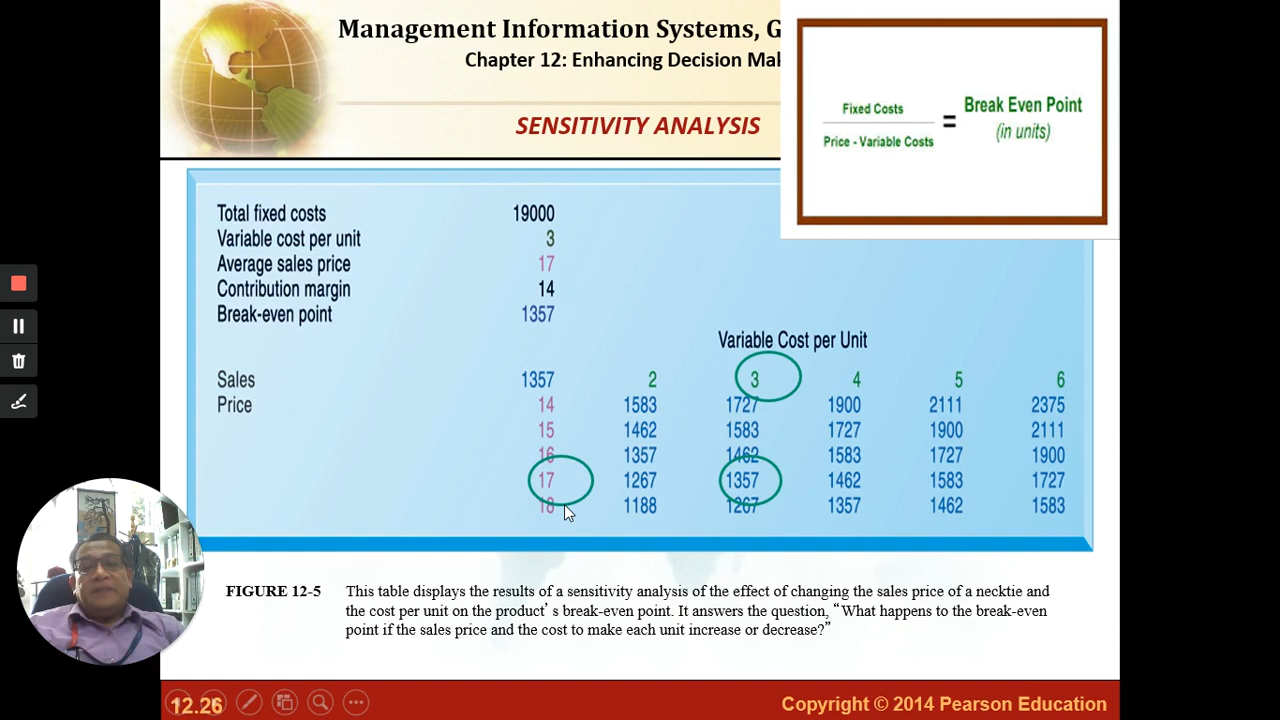 Management Information Systems, G
Chapter 12: Enhancing Decision Mak
SENSITIVITY ANALYSIS
Fixed Costs
Price - Variable Costs
=
Break Even Point
(in units)
Total fixed costs 19000
Variable cost per unit 3
Average sales price 17
Contribution margin 14
Break-even point 1357
Variable Cost per Unit
Sales 1357 2 3 4 5 6
Price 14 1583 1727 1900 2111 2375
15 1462 1583 1727 1900 2111
16 1357 1462 1583 1727 1900
17 1267 1357 1462 1583 1727
18 1188 1267 1357 1462 1583
FIGURE 12-5 This table displays the results of a sensitivity analysis of the effect of changing the sales price of a necktie and
the cost per unit on the product's break-even point. It answers the question, “What happens to the break-even
point if the sales price and the cost to make each unit increase or decrease?”
12.26 Copyright © 2014 Pearson Education